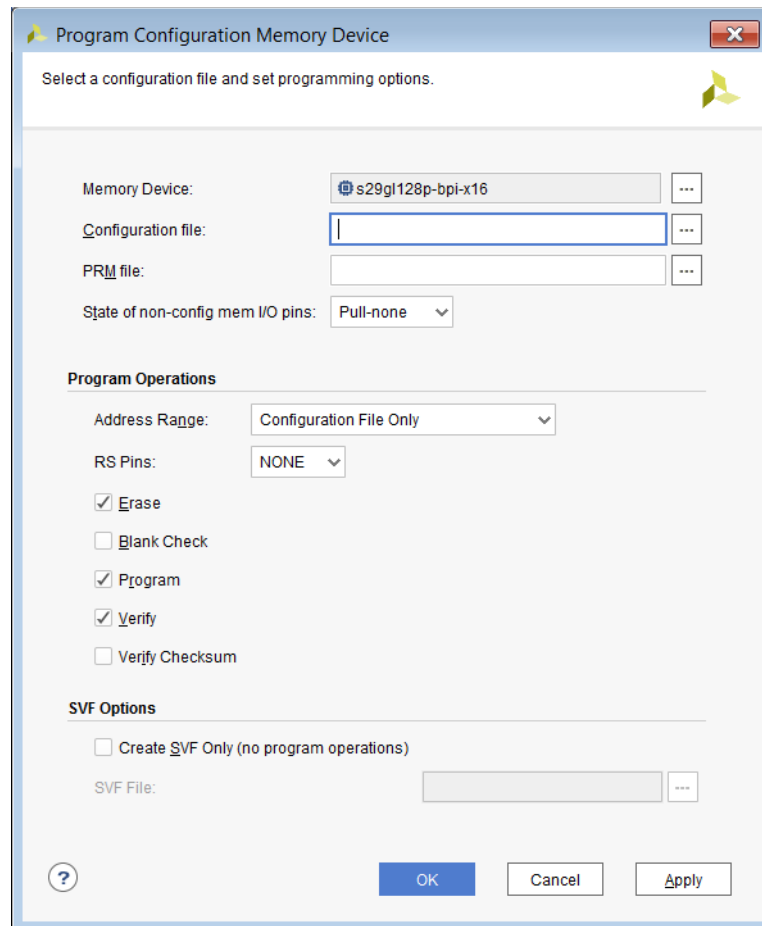 Program Configuration Memory Device
Select a configuration file and set programming options.
Memory Device: s29gl128p-bpi-x16 ...
Configuration file: ...
PRM file: ...
State of non-config mem I/O pins: Pull-none
Program Operations
Address Range: Configuration File Only
RS Pins: NONE
Erase
Blank Check
Program
Verify
Verify Checksum
SVF Options
Create SVF Only (no program operations)
SVF File: ...
? OK Cancel Apply